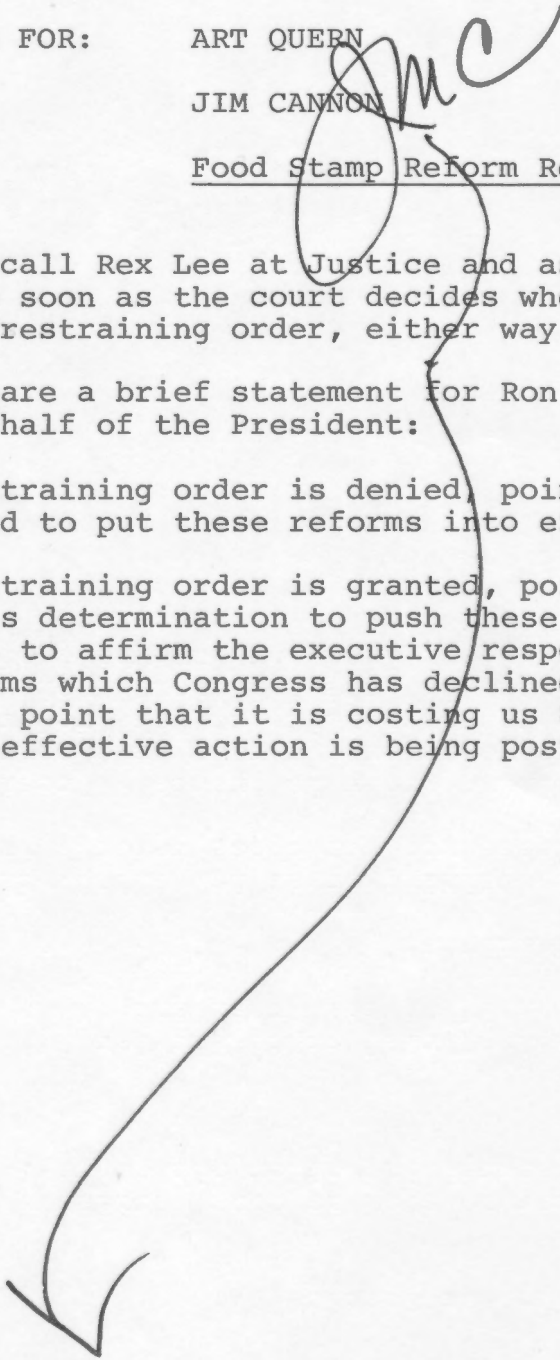 FOR: ART QUERN
JIM CANNON
Food Stamp Reform R
call Rex Lee at Justice and a
soon as the court decides wh
restraining order, either way
are a brief statement for Ron
half of the President:
training order is denied, poi
d to put these reforms into e
training order is granted, po
s determination to push these
to affirm the executive resp
ms which Congress has decline
point that it is costing us
effective action is being pos